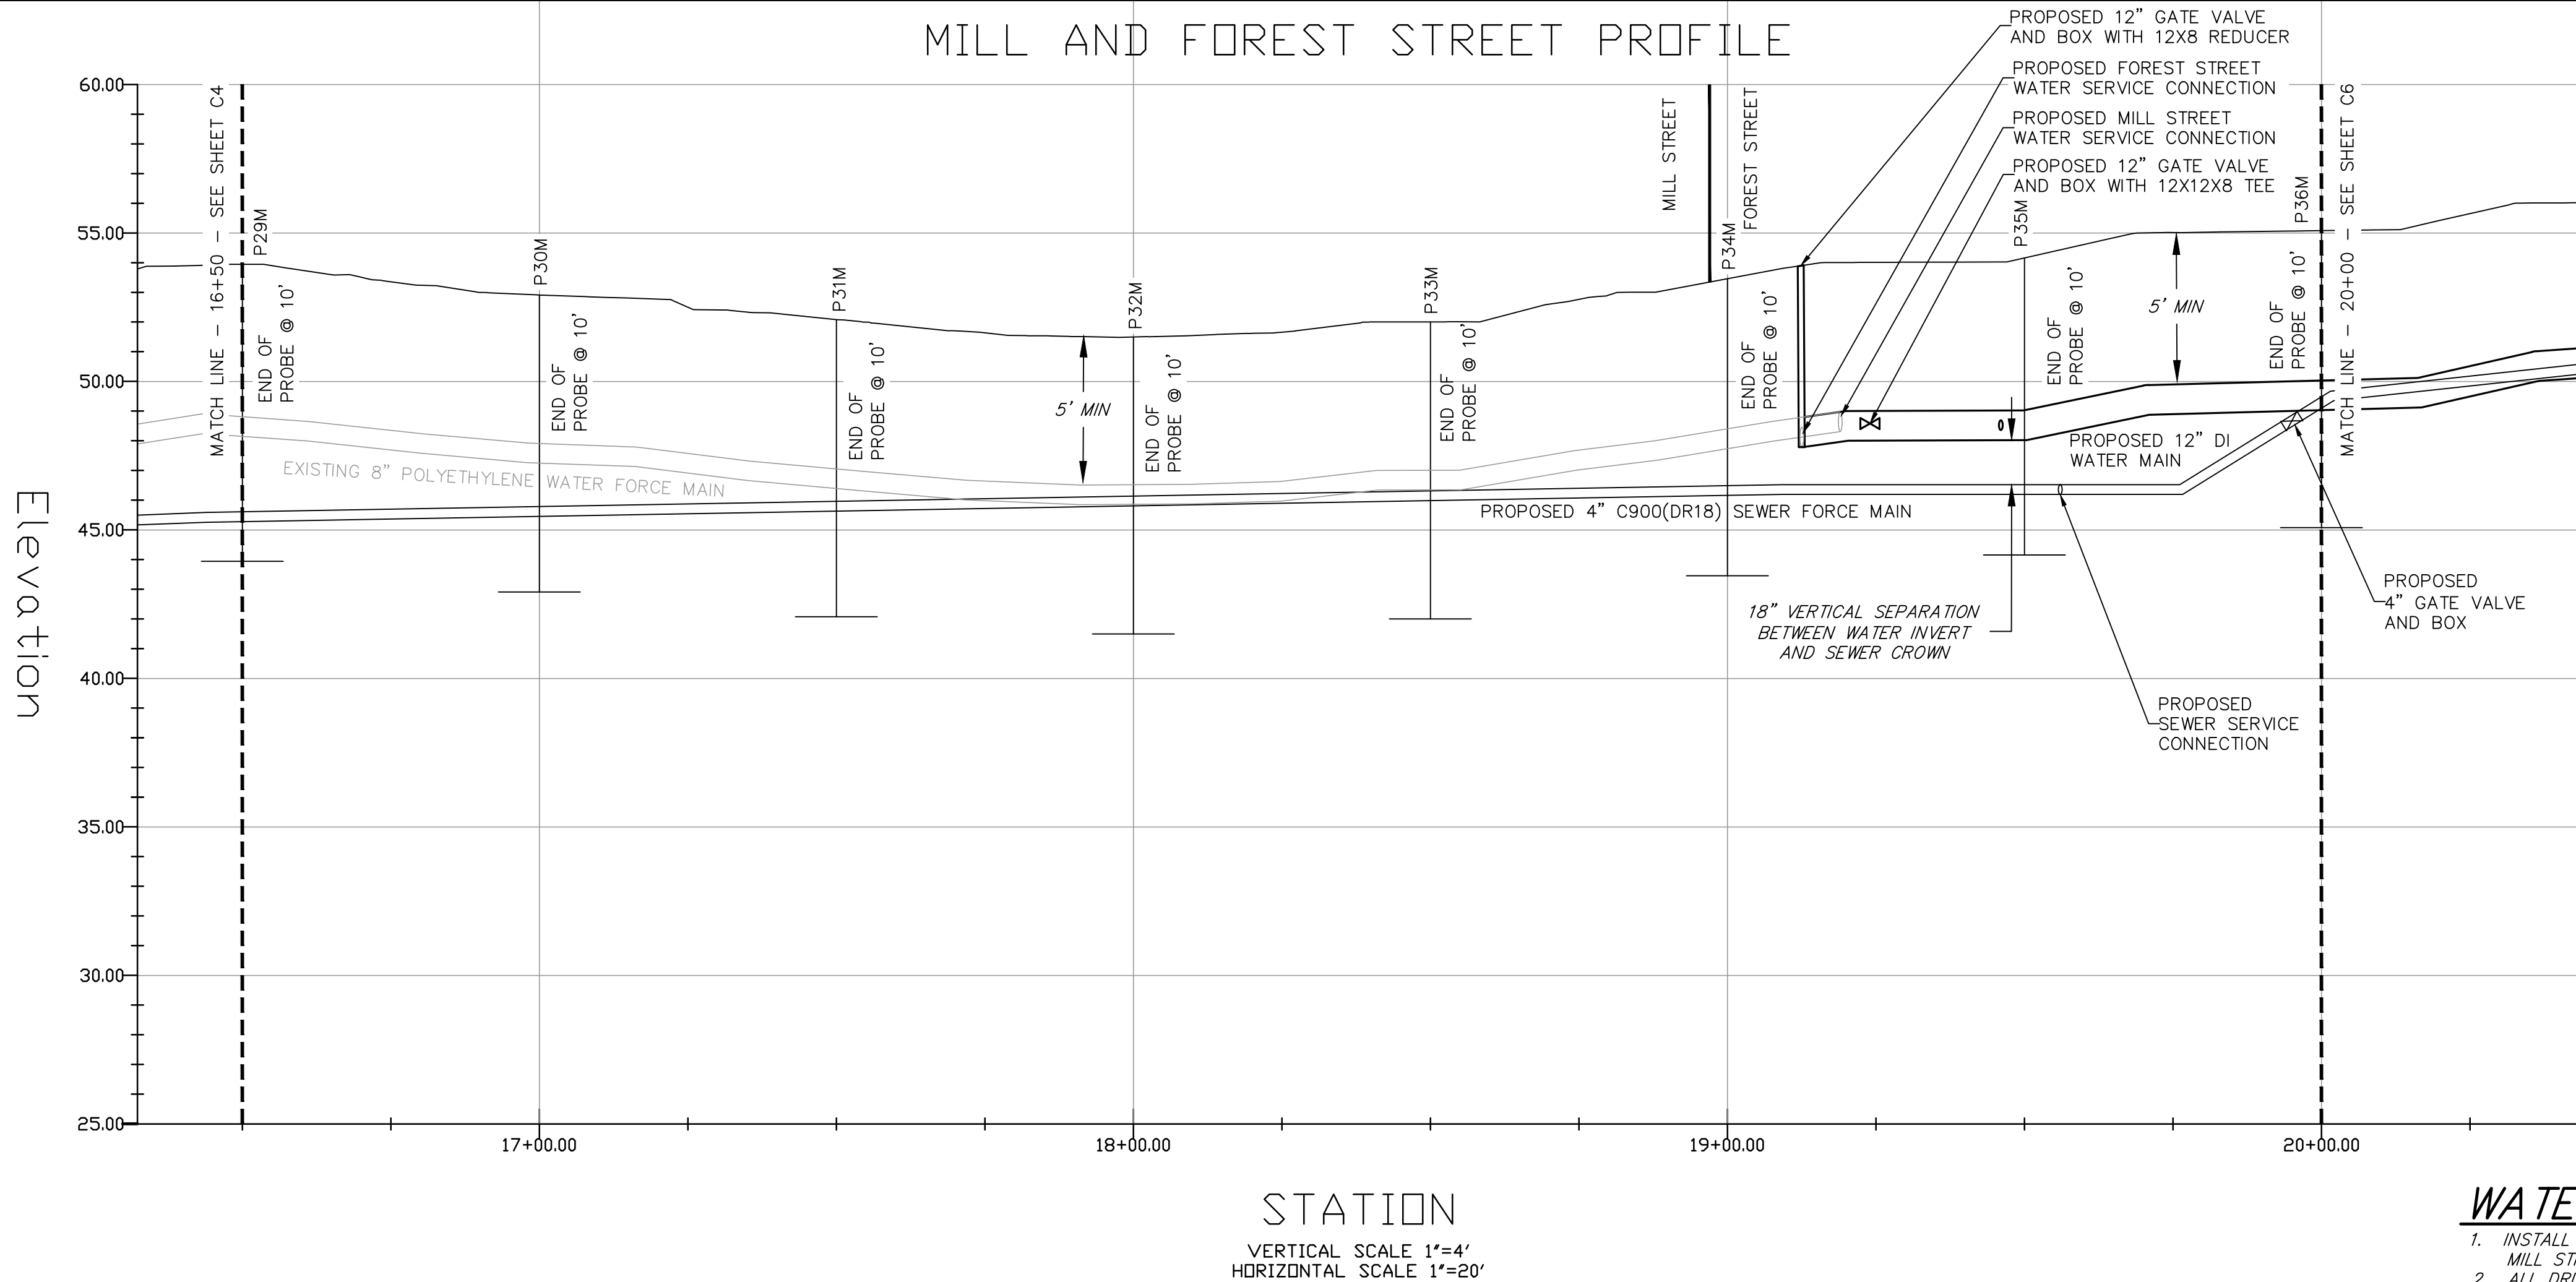 MILL AND FOREST STREET PROFILE
PROPOSED 12" GATE VALVE
AND BOX WITH 12X8 REDUCER
PROPOSED FOREST STREET
WATER SERVICE CONNECTION
PROPOSED MILL STREET
WATER SERVICE CONNECTION
PROPOSED 12" GATE VALVE
AND BOX WITH 12X12X8 TEE
60.00
55.00
50.00
45.00
40.00
35.00
30.00
25.00
Elevation
MATCH LINE - 16+50 - SEE SHEET C4
P29M
END OF
PROBE @ 10'
P30M
END OF
PROBE @ 10'
P31M
END OF
PROBE @ 10'
5' MIN
P32M
END OF
PROBE @ 10'
P33M
END OF
PROBE @ 10'
MILL STREET
FOREST STREET
P34M
END OF
PROBE @ 10'
P35M
END OF
PROBE @ 10'
5' MIN
P36M
END OF
PROBE @ 10'
MATCH LINE - 20+00 - SEE SHEET C6
EXISTING 8" POLYETHYLENE WATER FORCE MAIN
PROPOSED 12" DI
WATER MAIN
PROPOSED 4" C900(DR18) SEWER FORCE MAIN
18" VERTICAL SEPARATION
BETWEEN WATER INVERT
AND SEWER CROWN
PROPOSED
4" GATE VALVE
AND BOX
PROPOSED
SEWER SERVICE
CONNECTION
17+00.00
18+00.00
19+00.00
20+00.00
STATION
VERTICAL SCALE 1"=4'
HORIZONTAL SCALE 1"=20'
WATE
1. INSTALL
MILL ST
2. ALL